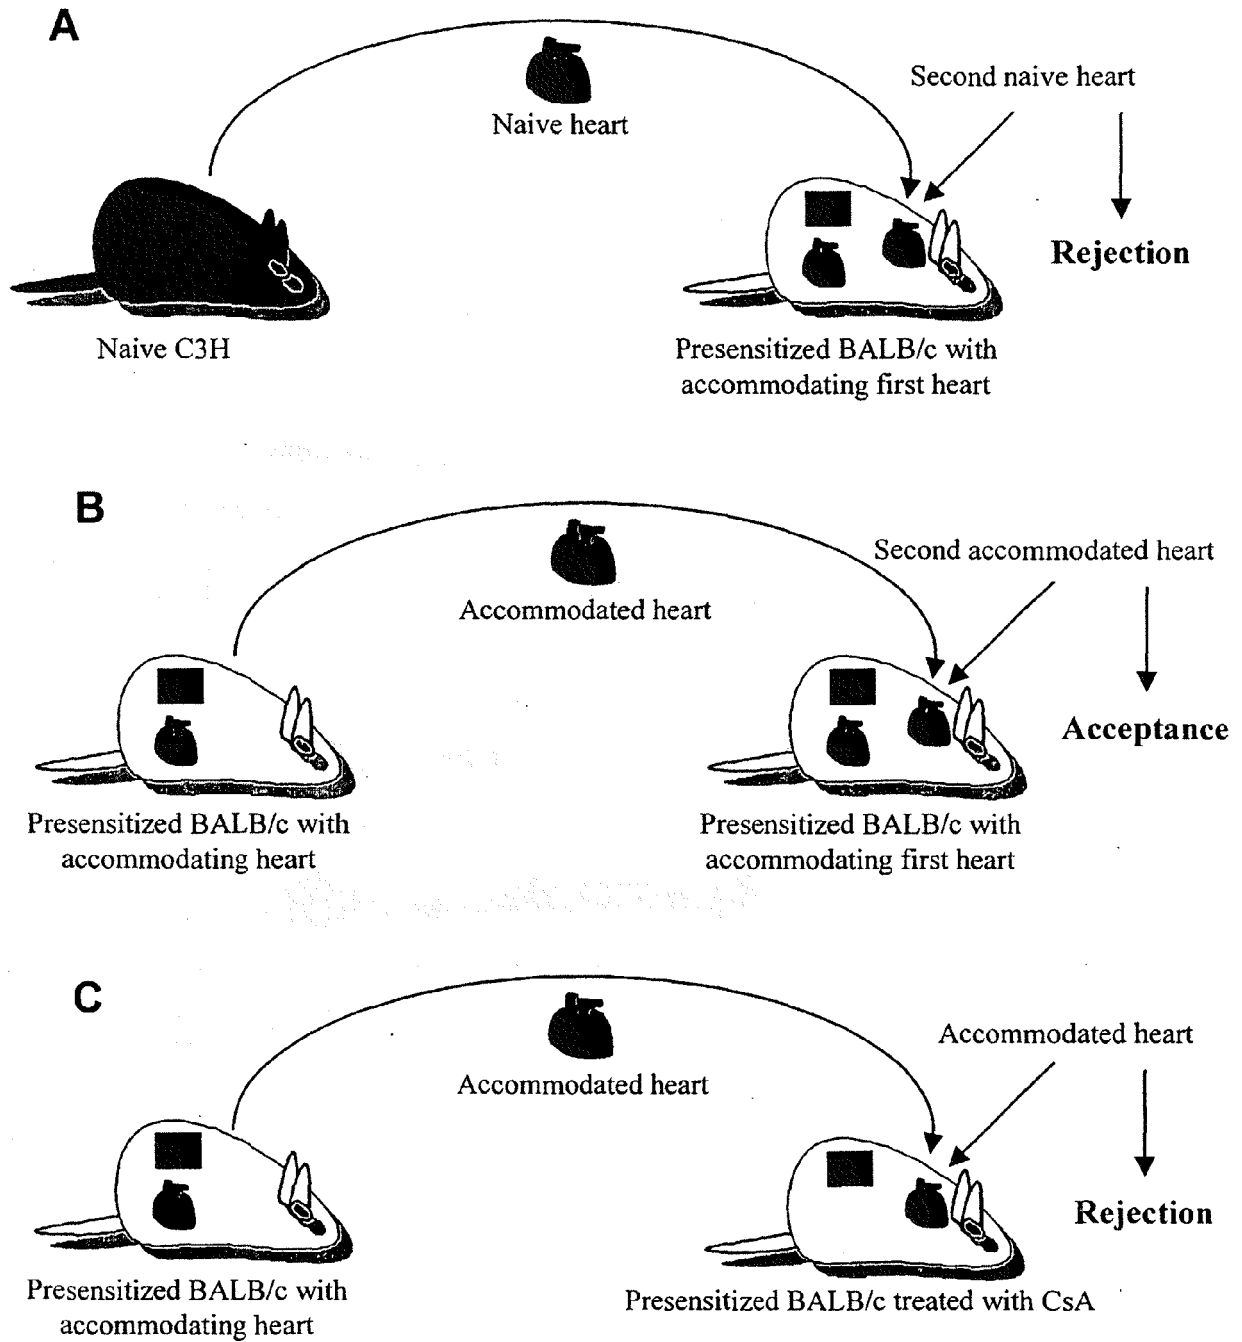 A
Naive heart
Second naive heart
Rejection
Naive C3H
Presensitized BALB/c with
accommodating first heart
B
Accommodated heart
Second accommodated heart
Acceptance
Presensitized BALB/c with
accommodating heart
Presensitized BALB/c with
accommodating first heart
C
Accommodated heart
Accommodated heart
Rejection
Presensitized BALB/c with
accommodating heart
Presensitized BALB/c treated with CsA